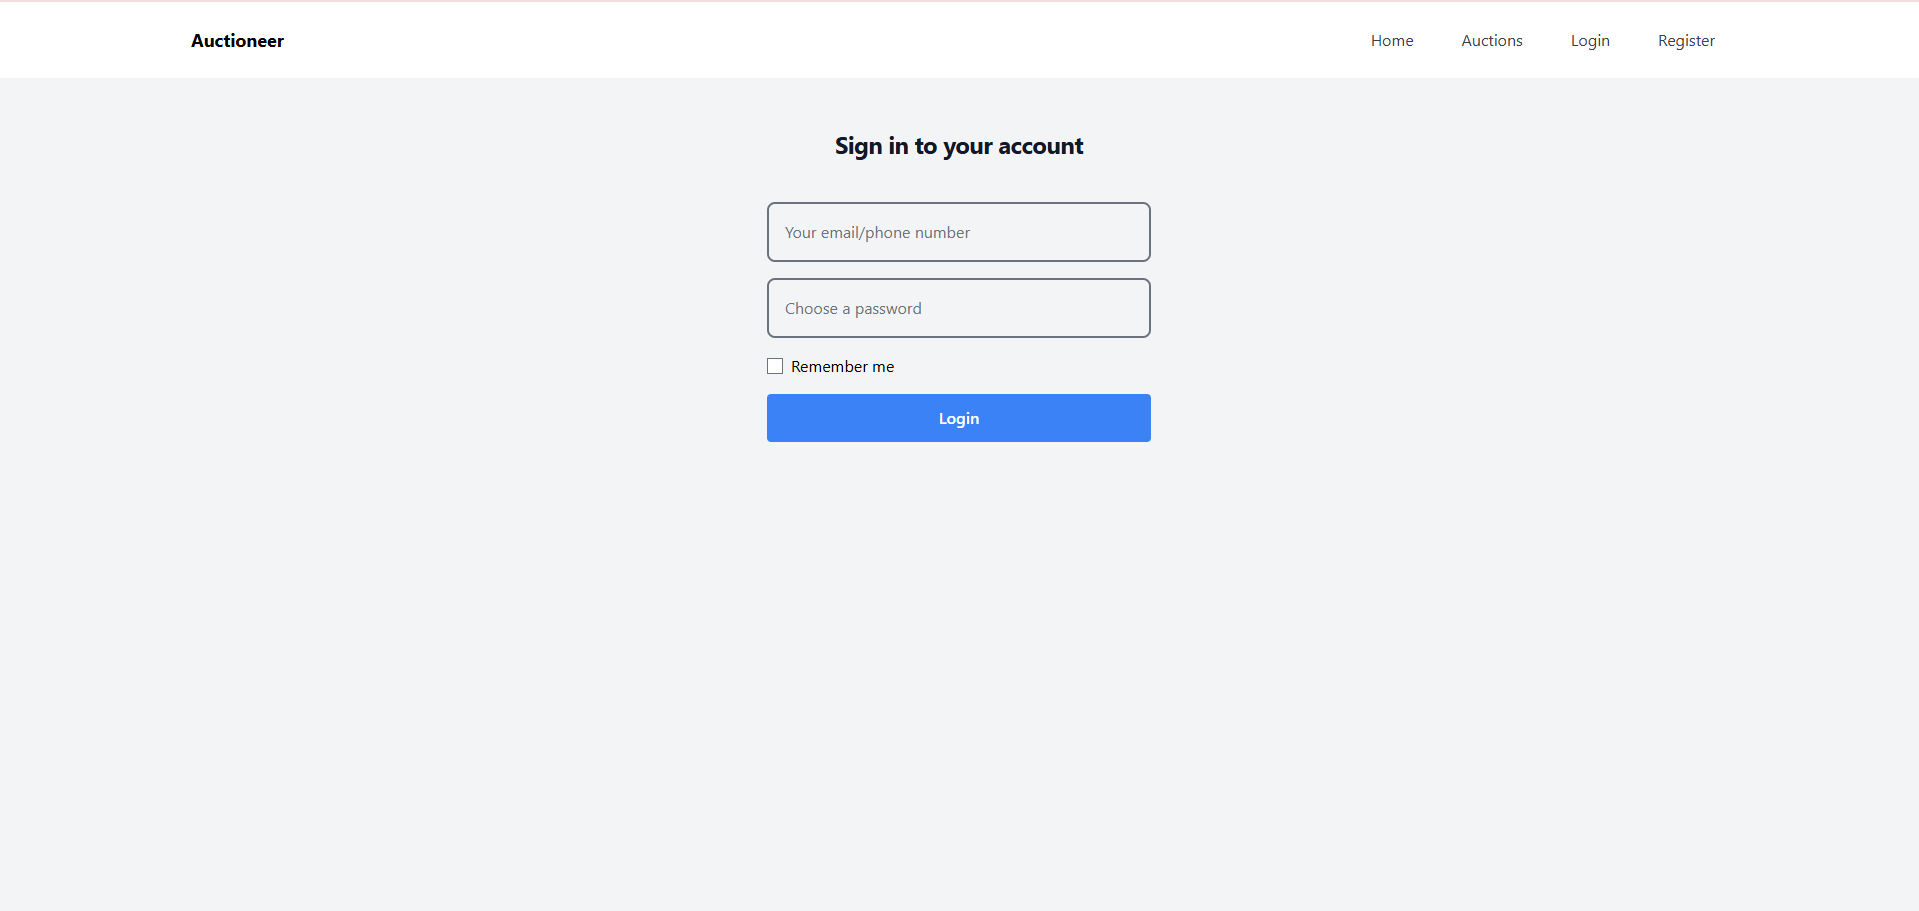 Auctioneer Home Auctions Login Register
Sign in to your account
Your email/phone number
Choose a password
Remember me
Login